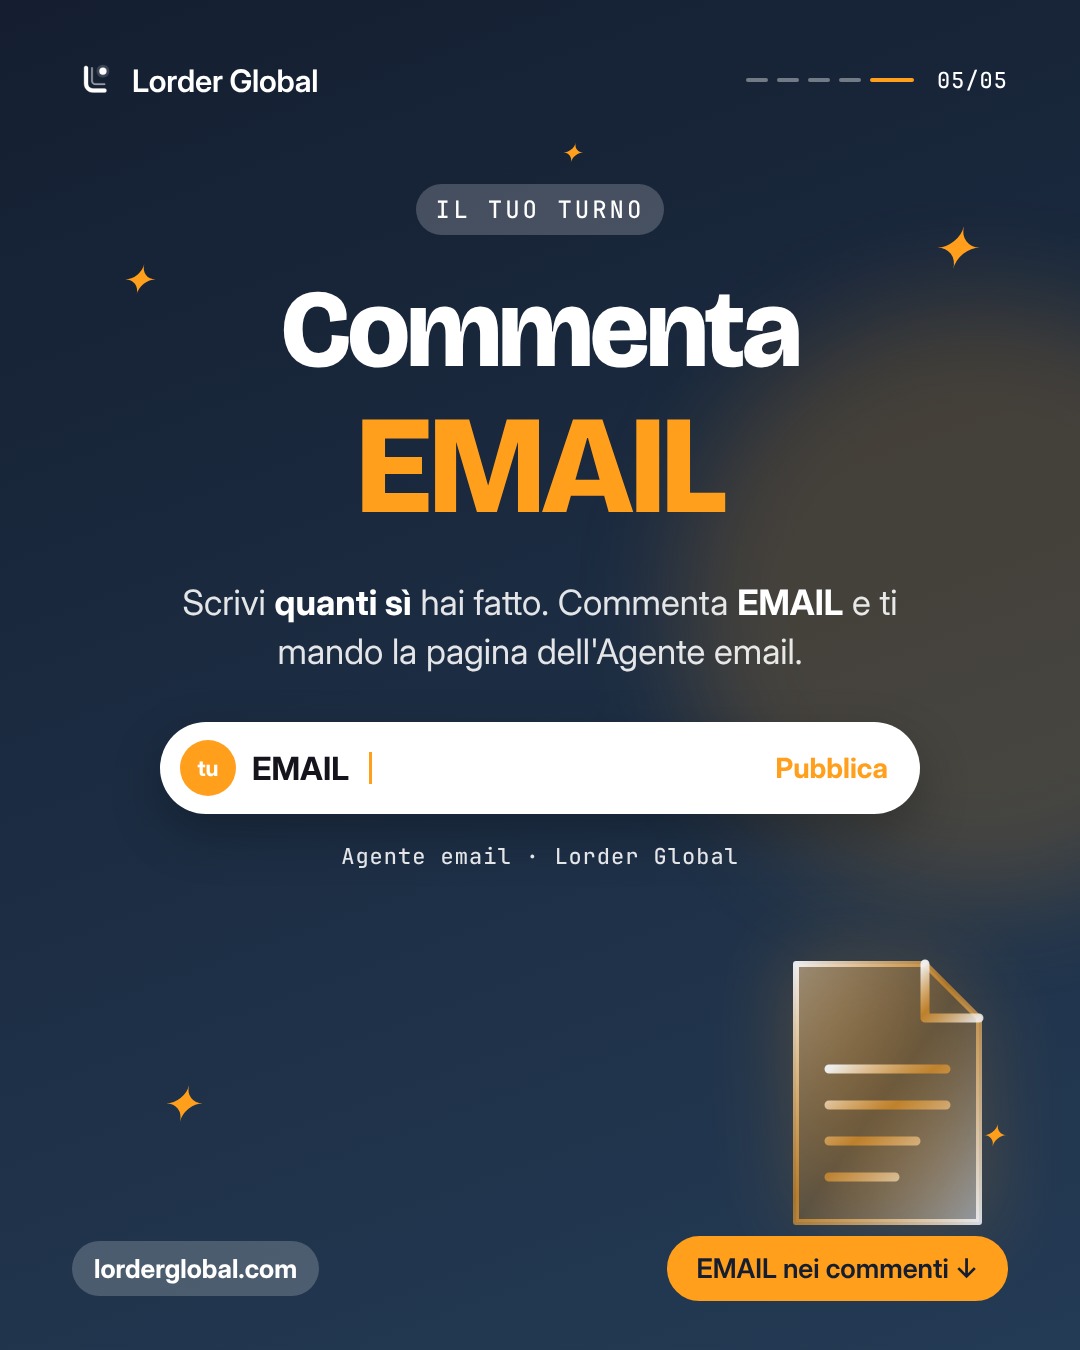 Lorder Global
05/05
IL TUO TURNO
Commenta
EMAIL
Scrivi quanti sì hai fatto. Commenta EMAIL e ti
mando la pagina dell'Agente email.
tu EMAIL Pubblica
Agente email · Lorder Global
lorderglobal.com
EMAIL nei commenti ↓